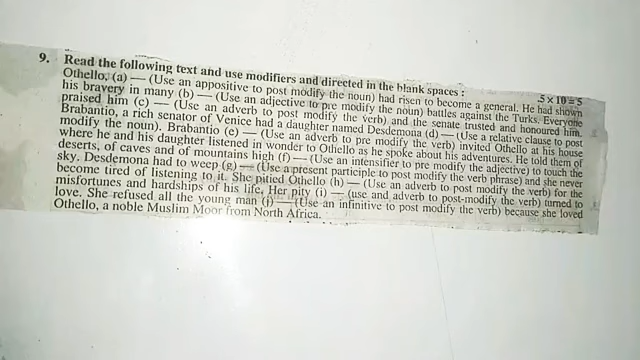 9. Read the following text and use modifiers and directed in the blank spaces : .5 × 10 = 5
Othello, (a) — (Use an appositive to post modify the noun) had risen to become a general. He had shown
his bravery in many (b) — (Use an adjective to pre modify the noun) battles against the Turks. Everyone
praised him (c) — (Use an adverb to post modify the verb) and the senate trusted and honoured him.
Brabantio, a rich senator of Venice had a daughter named Desdemona (d) — (Use a relative clause to post
modify the noun). Brabantio (e) — (Use an adverb to pre modify the verb) invited Othello at his house
where he and his daughter listened in wonder to Othello as he spoke about his adventures. He told them of
deserts, of caves and of mountains high (f) — (Use an intensifier to pre modify the adjective) to touch the
sky. Desdemona had to weep (g) — (Use a present participle to post modify the verb phrase) and she never
become tired of listening to it. She pitied Othello (h) — (Use an adverb to post modify the verb) for the
misfortunes and hardships of his life. Her pity (i) — (use and adverb to post-modify the verb) turned to
love. She refused all the young man (j) — (Use an infinitive to post modify the verb) because she loved
Othello, a noble Muslim Moor from North Africa.